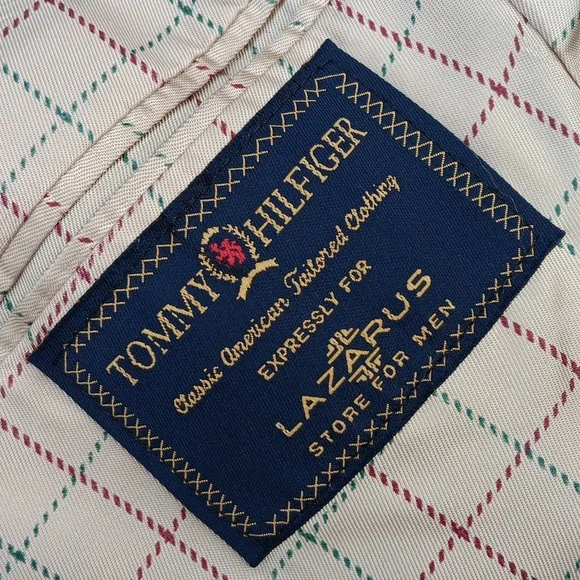 TOMMY HILFIGER
Classic American Tailored Clothing
EXPRESSLY FOR
LAZARUS
STORE FOR MEN